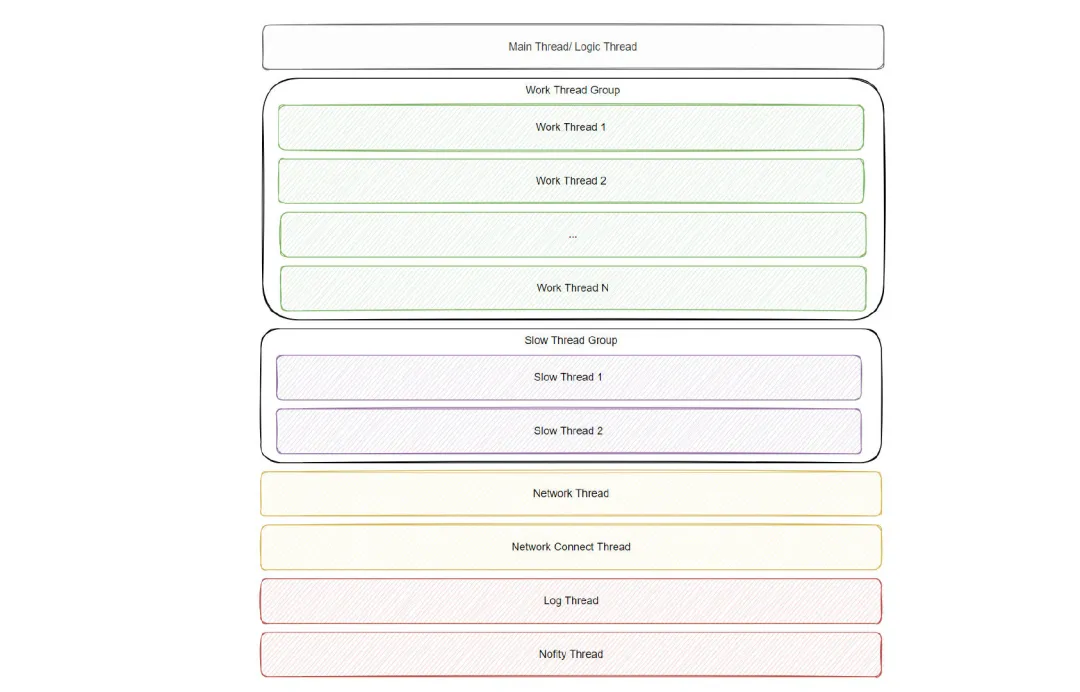 Main Thread/ Logic Thread
Work Thread Group
Work Thread 1
Work Thread 2
...
Work Thread N
Slow Thread Group
Slow Thread 1
Slow Thread 2
Network Thread
Network Connect Thread
Log Thread
Nofity Thread